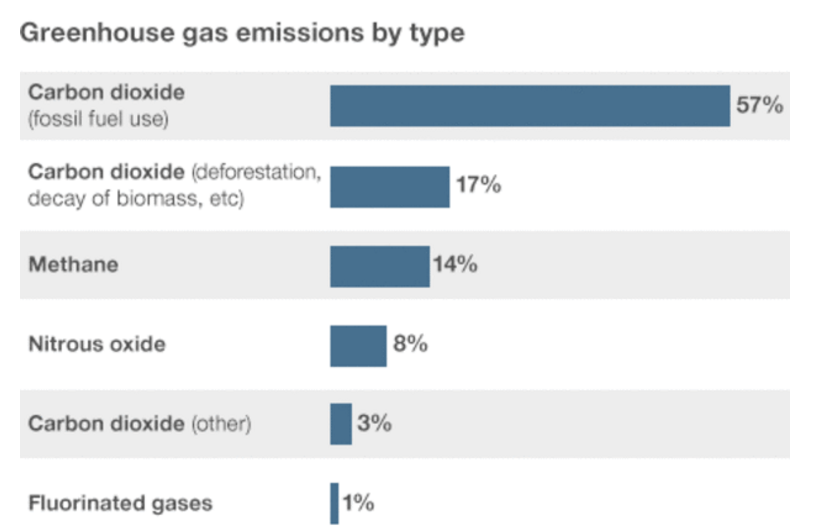 Greenhouse gas emissions by type
Carbon dioxide
(fossil fuel use)
57%
Carbon dioxide (deforestation,
decay of biomass, etc)
17%
Methane
14%
Nitrous oxide
8%
Carbon dioxide (other)
3%
Fluorinated gases
1%